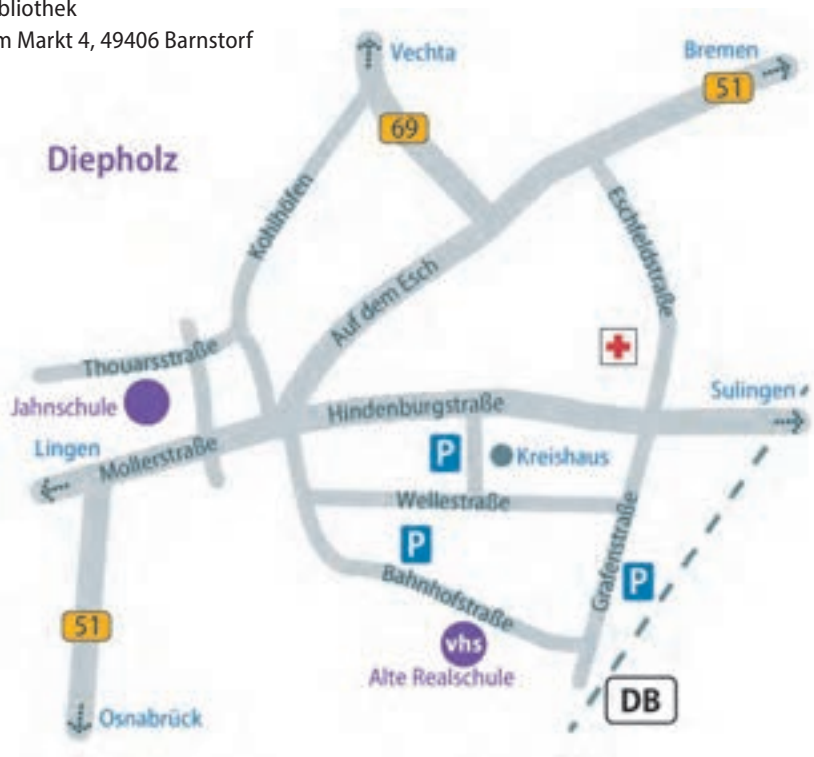 bliothek
m Markt 4, 49406 Barnstorf
Vechta
Bremen
51
69
Diepholz
Kohlhöfen
Eschfeldstraße
Auf dem Esch
Thouarsstraße
Jahnschule
Hindenburgstraße
Sulingen
Lingen
Mollerstraße
P
Kreishaus
Wellestraße
P
Grafenstraße
P
Bahnhofstraße
51
vhs
Alte Realschule
DB
Osnabrück